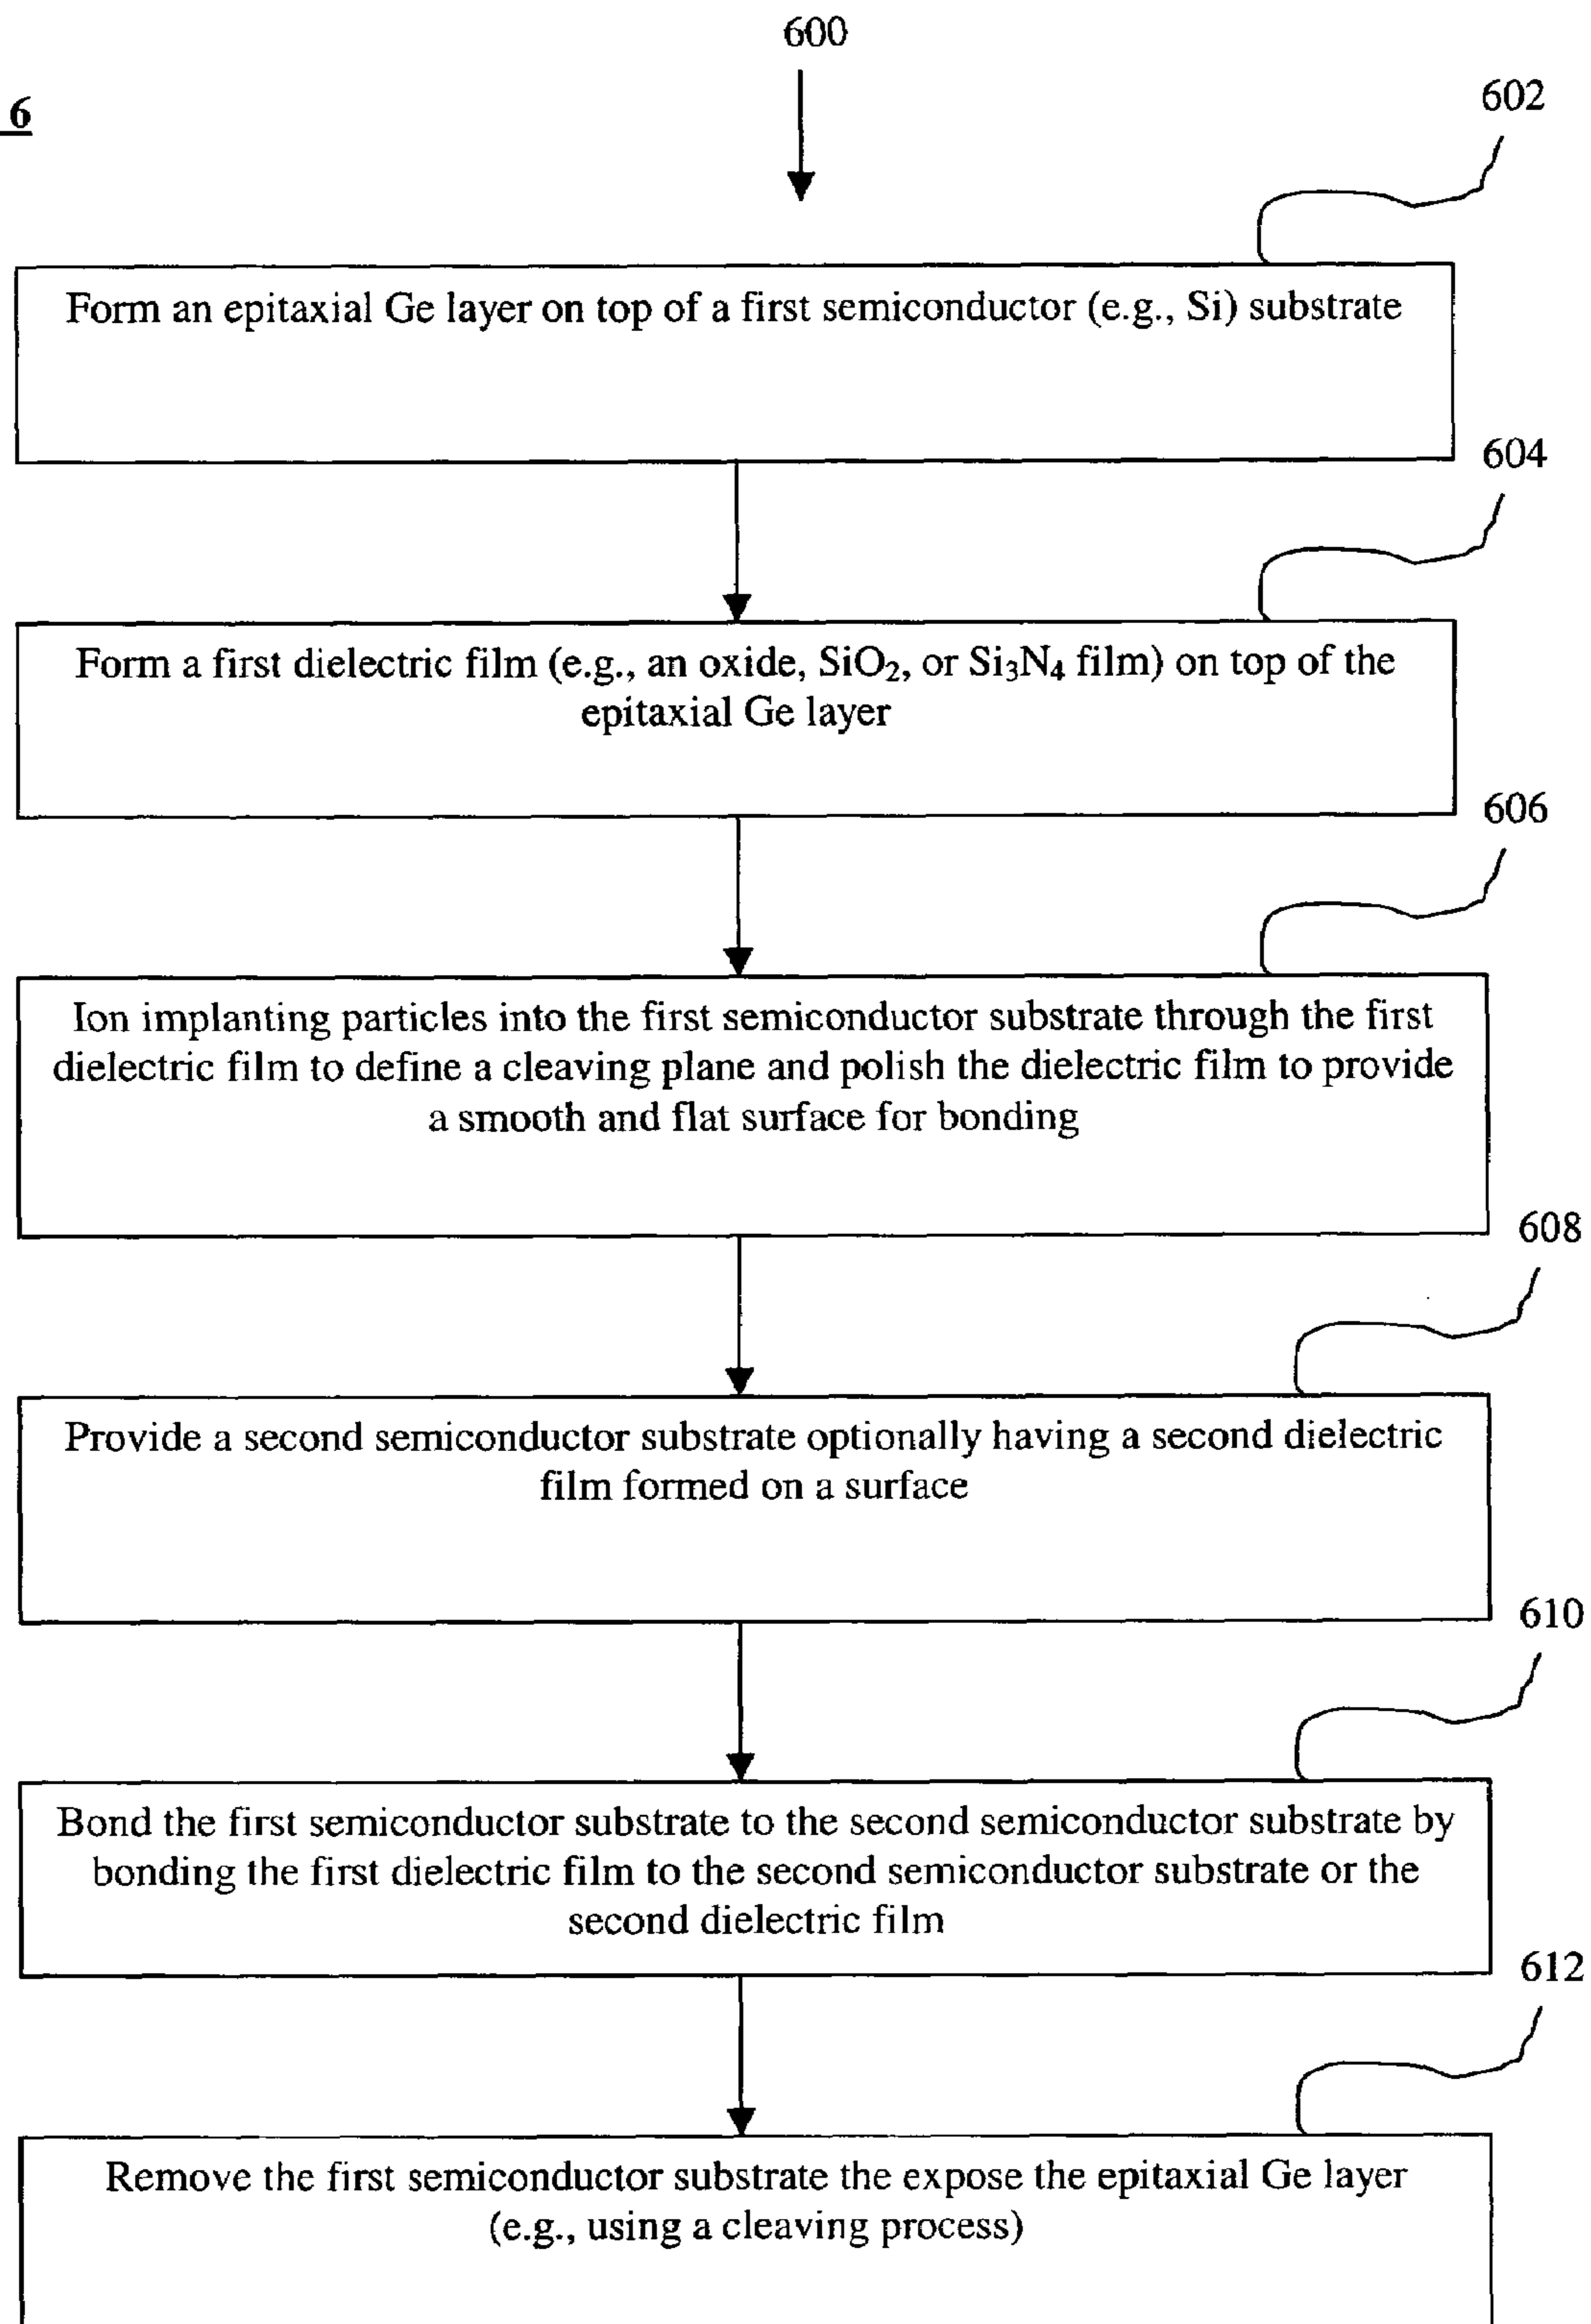 600
602
6
Form an epitaxial Ge layer on top of a first semiconductor (e.g., Si) substrate
604
Form a first dielectric film (e.g., an oxide, SiO₂, or Si₃N₄ film) on top of the
epitaxial Ge layer
606
Ion implanting particles into the first semiconductor substrate through the first
dielectric film to define a cleaving plane and polish the dielectric film to provide
a smooth and flat surface for bonding
608
Provide a second semiconductor substrate optionally having a second dielectric
film formed on a surface
610
Bond the first semiconductor substrate to the second semiconductor substrate by
bonding the first dielectric film to the second semiconductor substrate or the
second dielectric film
612
Remove the first semiconductor substrate the expose the epitaxial Ge layer
(e.g., using a cleaving process)